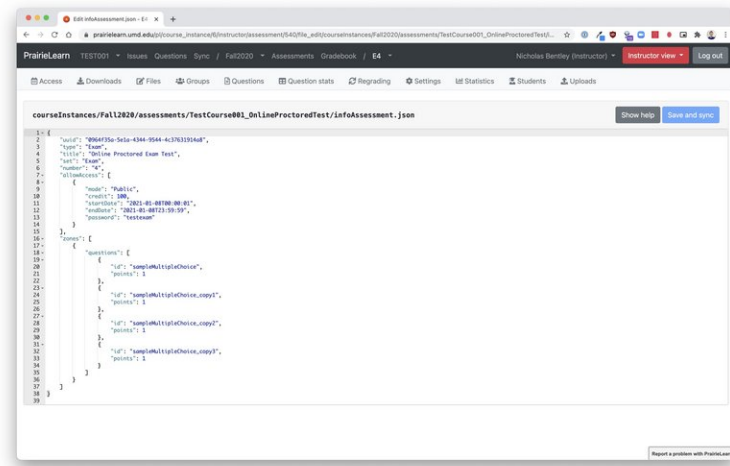 Edit infoAssessment.json - E4
prairielearn.umd.edu/pl/course_instance/6/instructor/assessment/540/file_edit/courseInstances/Fall2020/assessments/TestCourse001_OnlineProctoredTest/i...
PrairieLearn TEST001 Issues Questions Sync / Fall2020 Assessments Gradebook / E4 Nicholas Bentley (instructor) Instructor view Log out
Access Downloads Files Groups Questions Question stats Regrading Settings Statistics Students Uploads
courseInstances/Fall2020/assessments/TestCourse001_OnlineProctoredTest/infoAssessment.json Show help Save and sync
1 {
2 "uuid": "0964f35a-5e1a-4344-9544-4c37631914a8",
3 "type": "Exam",
4 "title": "Online Proctored Exam Test",
5 "set": "Exam",
6 "number": "4",
7 "allowAccess": [
8 {
9 "mode": "Public",
10 "credit": 100,
11 "startDate": "2021-01-08T00:00:01",
12 "endDate": "2021-01-08T23:59:59",
13 "password": "testexam"
14 }
15 ],
16 "zones": [
17 {
18 "questions": [
19 {
20 "id": "sampleMultipleChoice",
21 "points": 1
22 },
23 {
24 "id": "sampleMultipleChoice_copy1",
25 "points": 1
26 },
27 {
28 "id": "sampleMultipleChoice_copy2",
29 "points": 1
30 },
31 {
32 "id": "sampleMultipleChoice_copy3",
33 "points": 1
34 }
35 ]
36 }
37 ]
38 }
39
Report a problem with PrairieLear